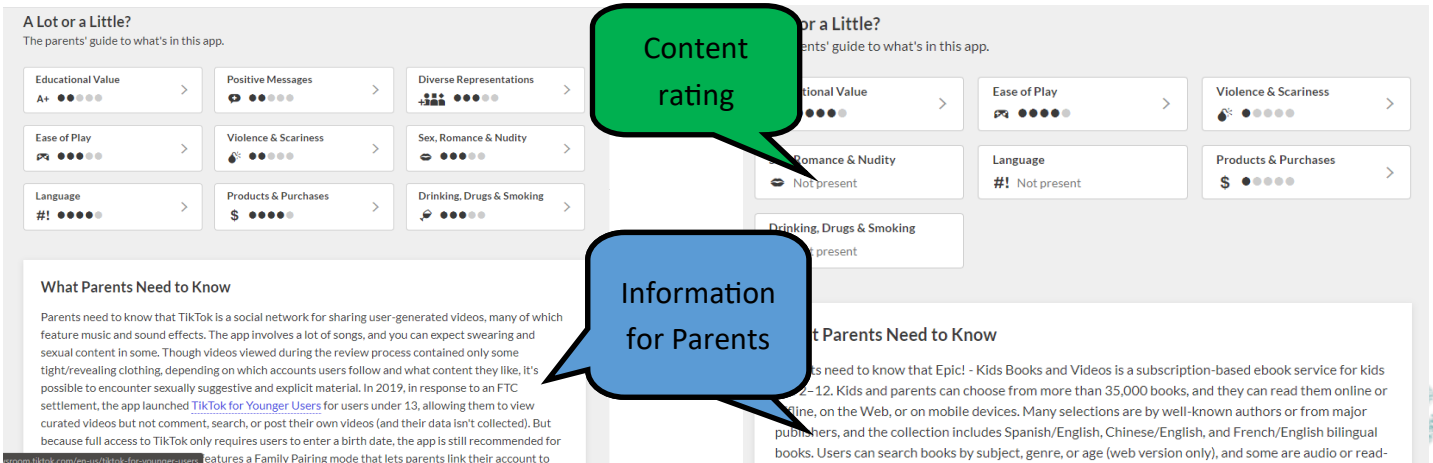 A Lot or a Little?
The parents' guide to what's in this app.
Educational Value
Positive Messages
Diverse Representations
A+
Ease of Play
Violence & Scariness
Sex, Romance & Nudity
Language
Products & Purchases
Drinking, Drugs & Smoking
#!
$
What Parents Need to Know
Parents need to know that TikTok is a social network for sharing user-generated videos, many of which
feature music and sound effects. The app involves a lot of songs, and you can expect swearing and
sexual content in some. Though videos viewed during the review process contained only some
tight/revealing clothing, depending on which accounts users follow and what content they like, it's
possible to encounter sexually suggestive and explicit material. In 2019, in response to an FTC
settlement, the app launched TikTok for Younger Users for users under 13, allowing them to view
curated videos but not comment, search, or post their own videos (and their data isn't collected). But
because full access to TikTok only requires users to enter a birth date, the app is still recommended for
features a Family Pairing mode that lets parents link their account to
Content
rating
Information
for Parents
or a Little?
guide to what's in this app.
Value
Ease of Play
Violence & Scariness
Romance & Nudity
Not present
Language
#! Not present
Products & Purchases
$
Drinking, Drugs & Smoking
present
Parents Need to Know
need to know that Epic! - Kids Books and Videos is a subscription-based ebook service for kids
2–12. Kids and parents can choose from more than 35,000 books, and they can read them online or
on the Web, or on mobile devices. Many selections are by well-known authors or from major
publishers, and the collection includes Spanish/English, Chinese/English, and French/English bilingual
books. Users can search books by subject, genre, or age (web version only), and some are audio or read-